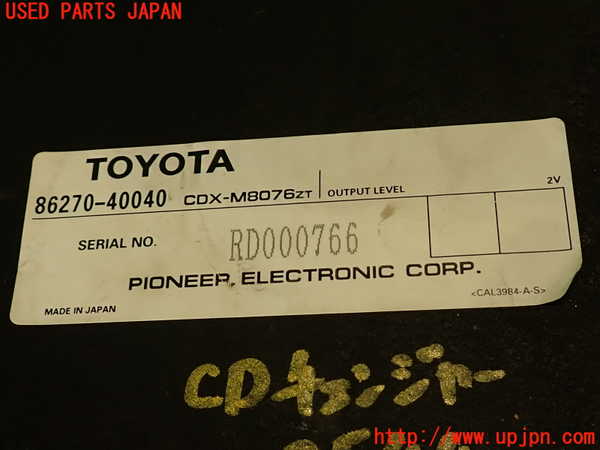 USED PARTS JAPAN
TOYOTA
86270-40040 CDX-M8076ZT OUTPUT LEVEL 2V
SERIAL NO. RD000766
PIONEER ELECTRONIC CORP.
MADE IN JAPAN <CAL3984-A-S>
CDチェンジャー
http://www.upjpn.com/